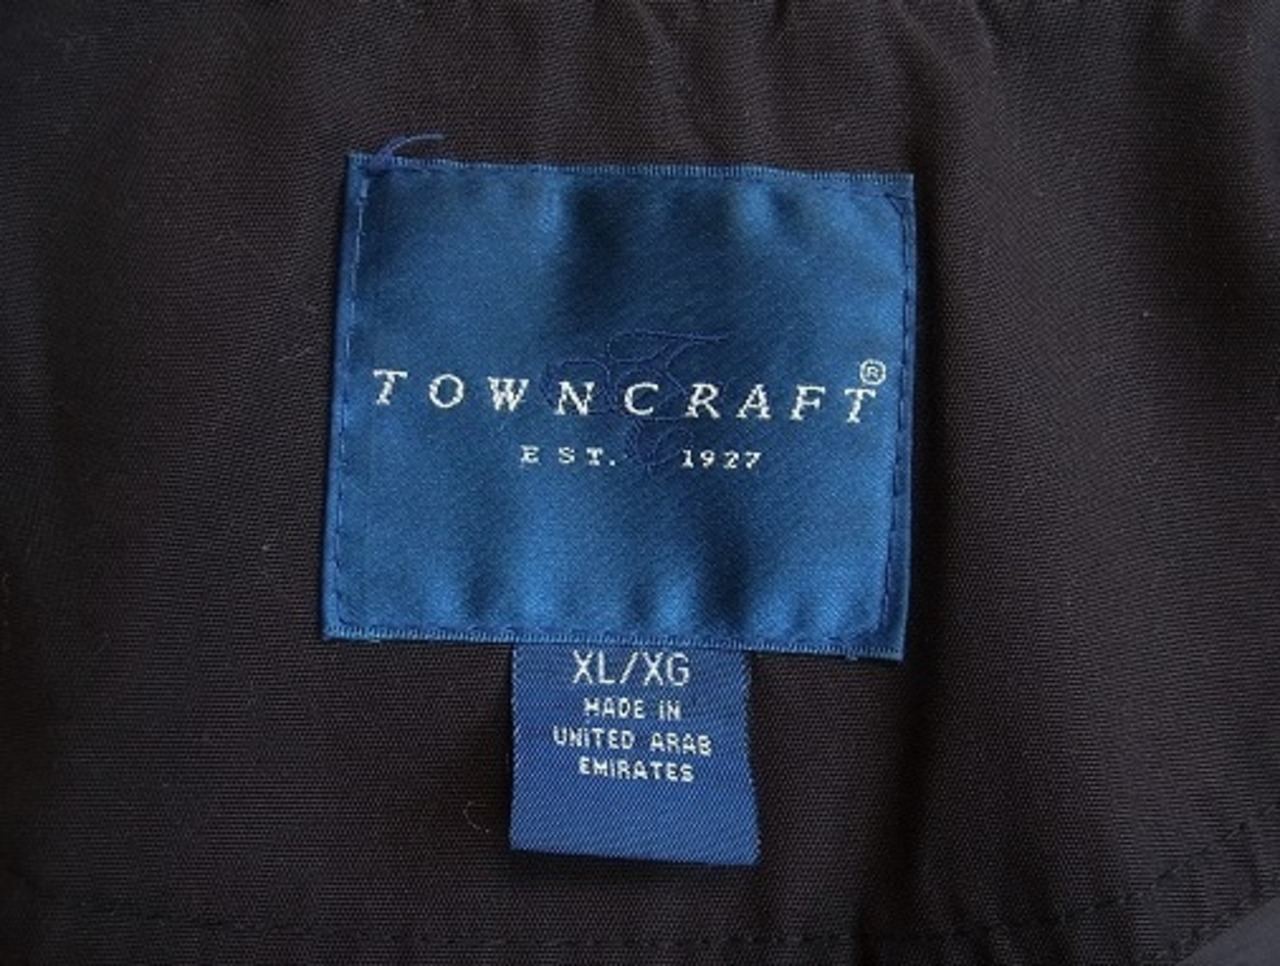 TOWNCRAFT®
EST. 1927
XL/XG
MADE IN
UNITED ARAB
EMIRATES